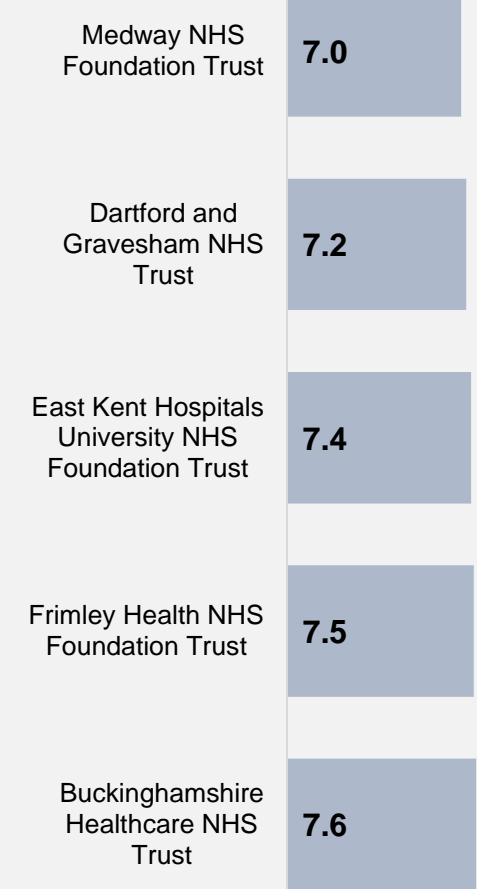 Medway NHS
Foundation Trust
7.0
Dartford and
Gravesham NHS
Trust
7.2
East Kent Hospitals
University NHS
Foundation Trust
7.4
Frimley Health NHS
Foundation Trust
7.5
Buckinghamshire
Healthcare NHS
Trust
7.6